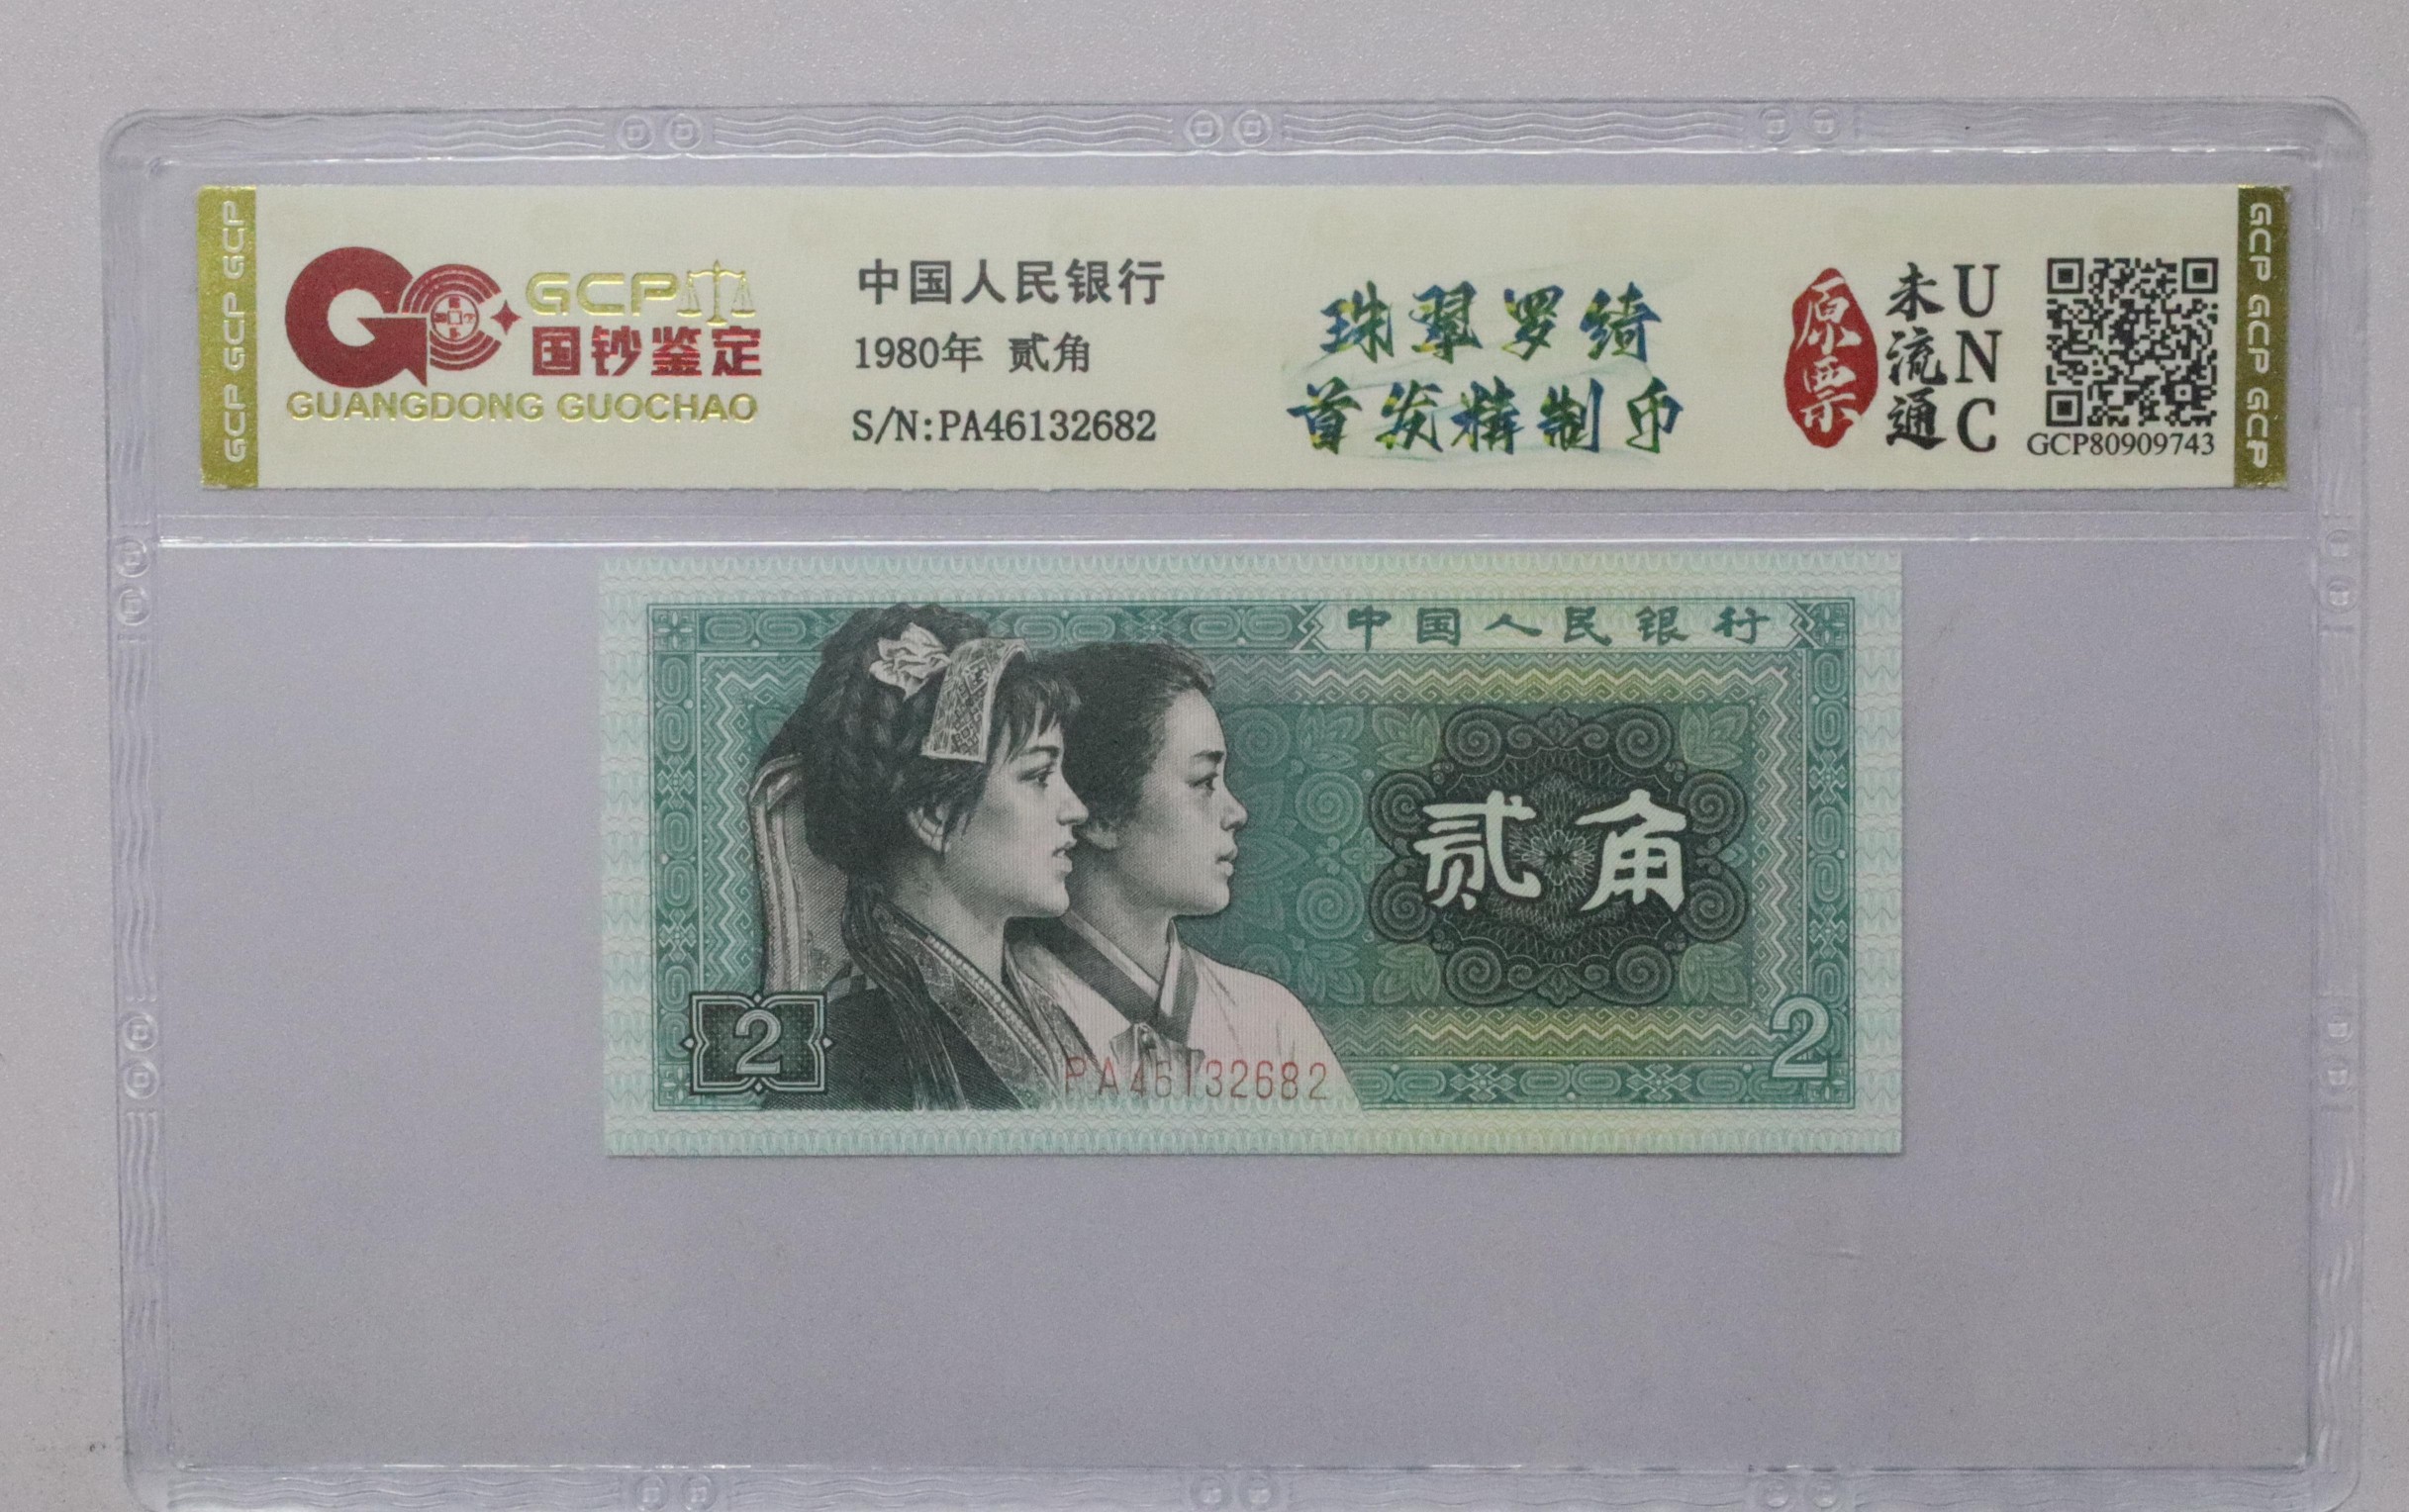 GCP GCP GCP
GCP
国钞鉴定
GUANGDONG GUOCHAO
中国人民银行
1980年 贰角
S/N:PA46132682
珠翠罗绮
首发精制币
原票
未流通
UNC
GCP80909743
GCP GCP GCP
中国人民银行
贰角
2
2
PA46132682